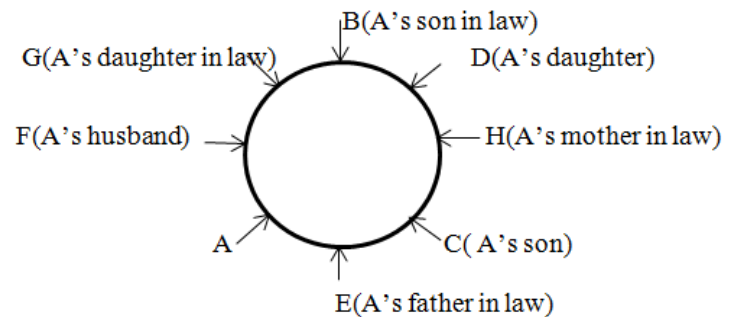 B(A's son in law)
G(A's daughter in law)
D(A's daughter)
F(A's husband)
H(A's mother in law)
A
C( A's son)
E(A's father in law)